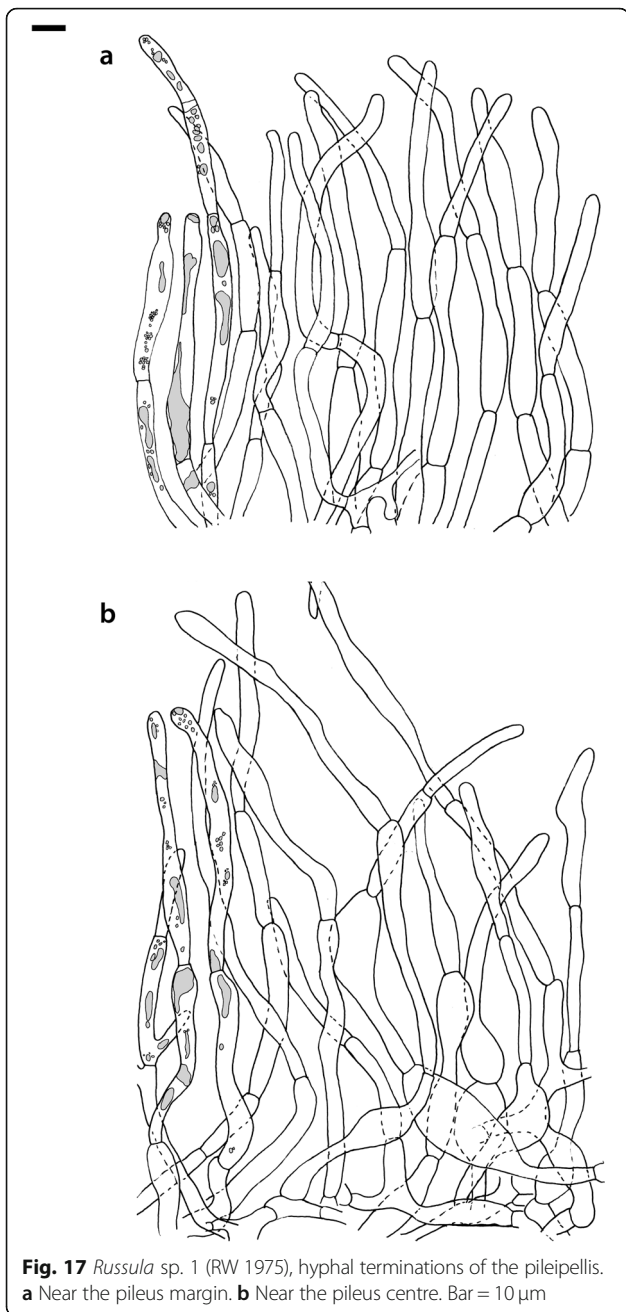 a
b
Fig. 17 Russula sp. 1 (RW 1975), hyphal terminations of the pileipellis.
a Near the pileus margin. b Near the pileus centre. Bar = 10 μm